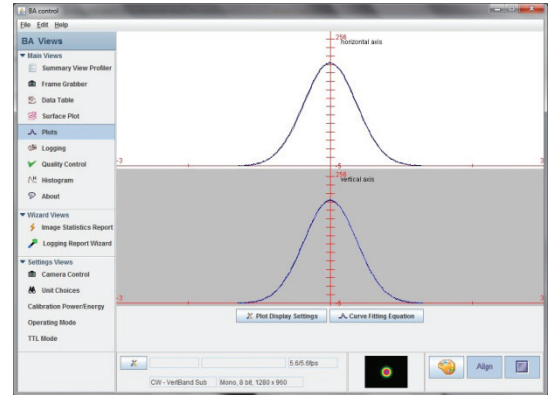 BA control
File Edit Help
BA Views
Main Views
Summary View Profiler
Frame Grabber
Data Table
Surface Plot
Plots
Logging
Quality Control
Histogram
About
Wizard Views
Image Statistics Report
Logging Report Wizard
Settings Views
Camera Control
Unit Choices
Calibration Power/Energy
Operating Mode
TTL Mode
256
horizontal axis
-3
-5
3
256
vertical axis
-3
-5
3
Plot Display Settings
Curve Fitting Equation
5.6/5.6fps
CW - VertBand Sub
Mono, 8 bit, 1280 x 960
Align